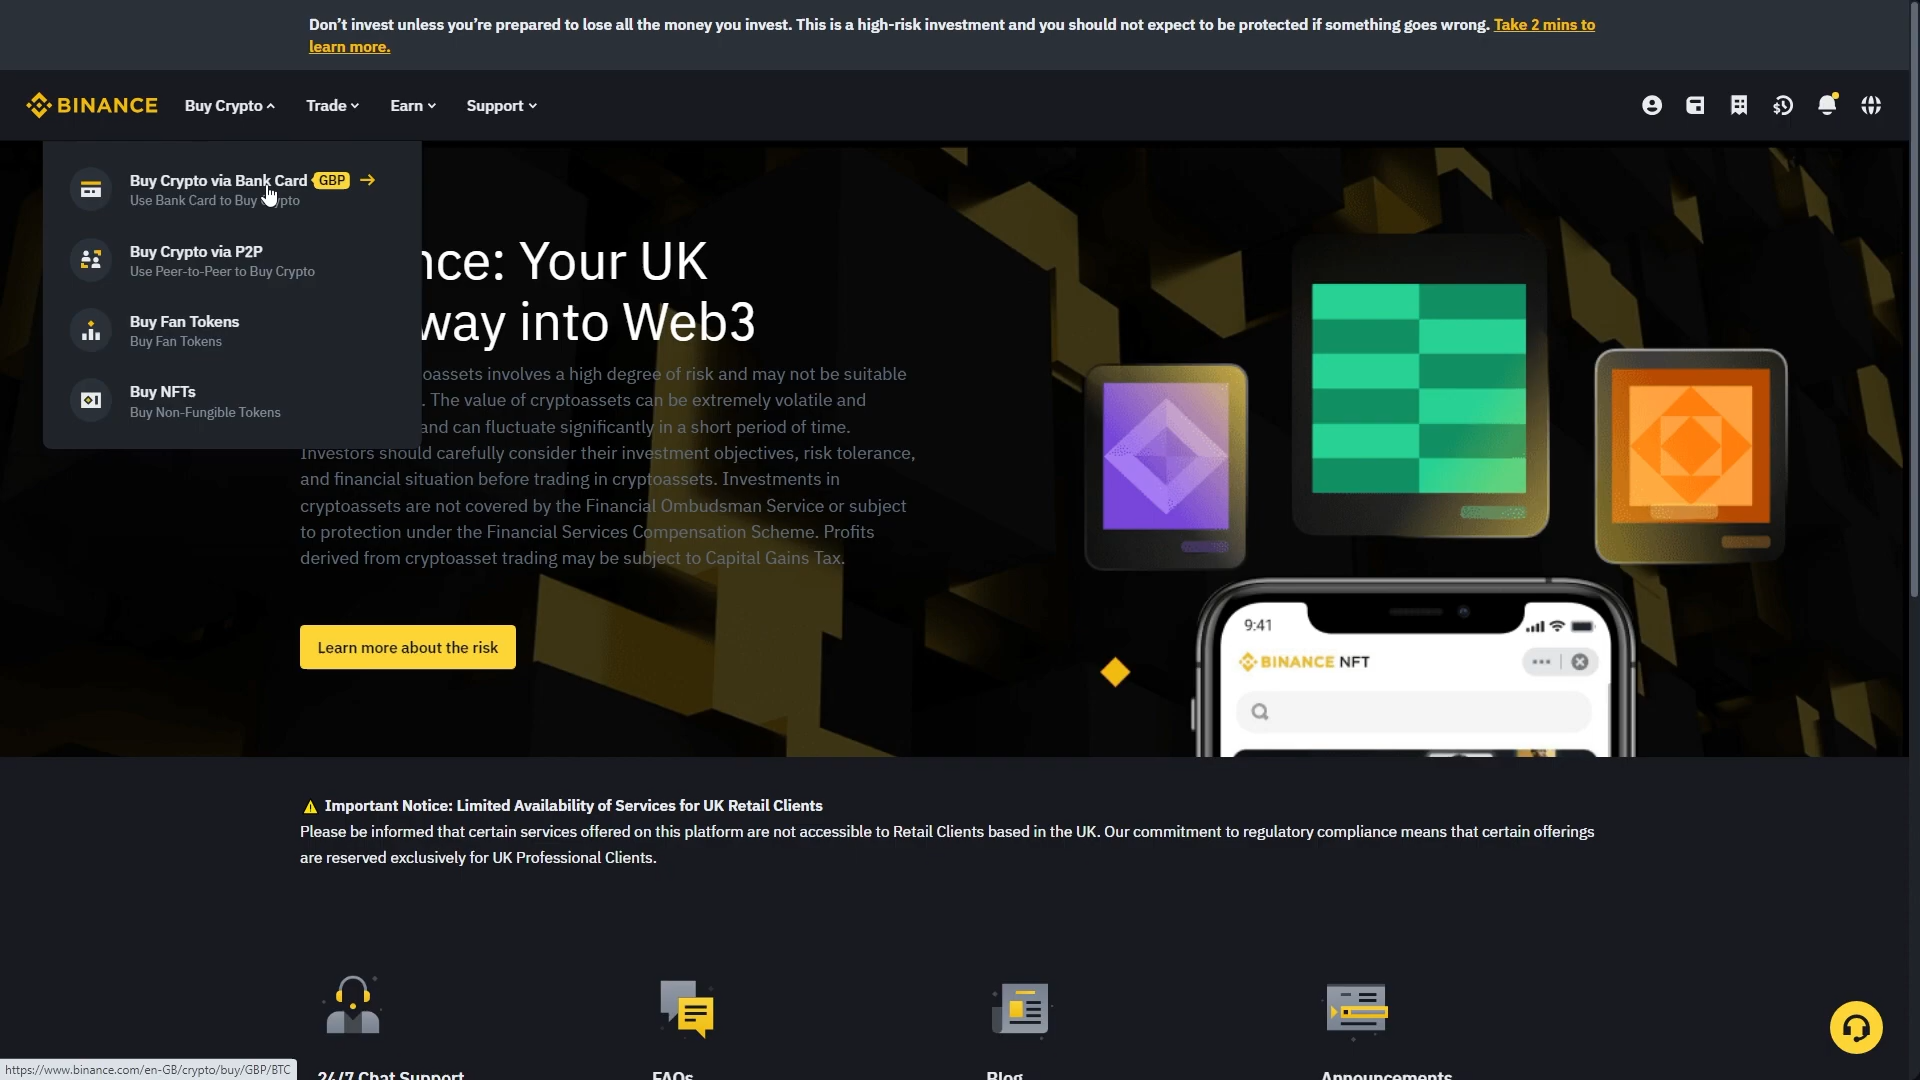 Don’t invest unless you’re prepared to lose all the money you invest. This is a high-risk investment and you should not expect to be protected if something goes wrong. Take 2 mins to
learn more.
BINANCE Buy Crypto Trade Earn Support
Buy Crypto via Bank Card GBP
Use Bank Card to Buy Crypto
Buy Crypto via P2P
Use Peer-to-Peer to Buy Crypto
Buy Fan Tokens
Buy Fan Tokens
Buy NFTs
Buy Non-Fungible Tokens
nce: Your UK
way into Web3
oassets involves a high degree of risk and may not be suitable
. The value of cryptoassets can be extremely volatile and
and can fluctuate significantly in a short period of time.
Investors should carefully consider their investment objectives, risk tolerance,
and financial situation before trading in cryptoassets. Investments in
cryptoassets are not covered by the Financial Ombudsman Service or subject
to protection under the Financial Services Compensation Scheme. Profits
derived from cryptoasset trading may be subject to Capital Gains Tax.
Learn more about the risk
9:41
BINANCE NFT
Important Notice: Limited Availability of Services for UK Retail Clients
Please be informed that certain services offered on this platform are not accessible to Retail Clients based in the UK. Our commitment to regulatory compliance means that certain offerings
are reserved exclusively for UK Professional Clients.
24/7 Chat Support FAQs Blog Announcements
https://www.binance.com/en-GB/crypto/buy/GBP/BTC